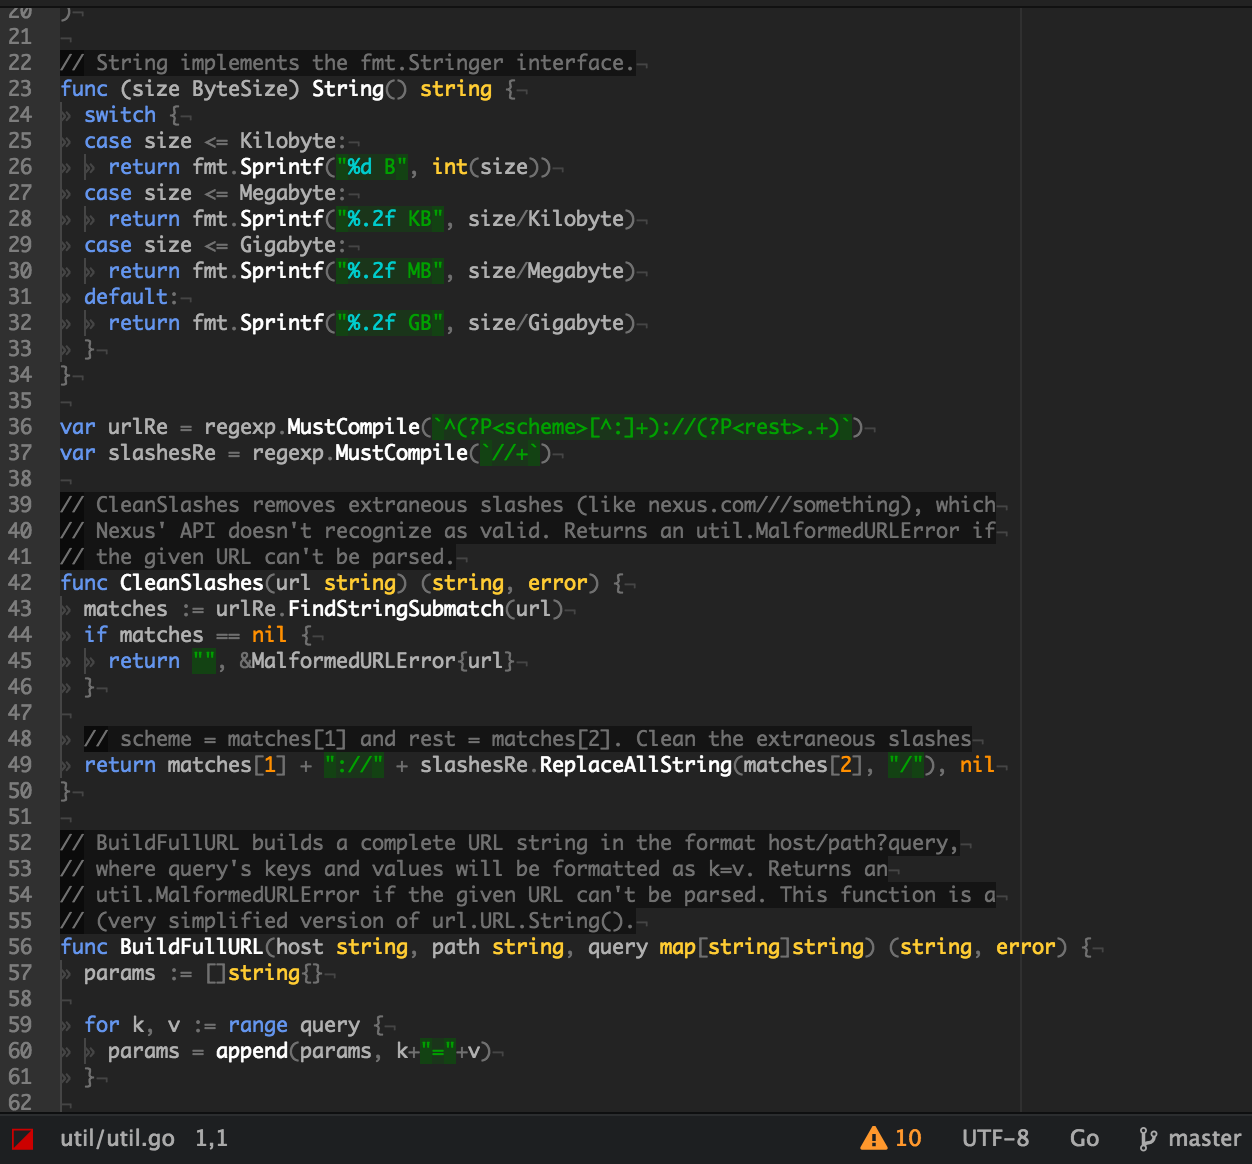 20 )
21
22 // String implements the fmt.Stringer interface.
23 func (size ByteSize) String() string {
24 switch {
25 case size <= Kilobyte:
26 return fmt.Sprintf("%d B", int(size))
27 case size <= Megabyte:
28 return fmt.Sprintf("%.2f KB", size/Kilobyte)
29 case size <= Gigabyte:
30 return fmt.Sprintf("%.2f MB", size/Megabyte)
31 default:
32 return fmt.Sprintf("%.2f GB", size/Gigabyte)
33 }
34 }
35
36 var urlRe = regexp.MustCompile(`^(?P<scheme>[^:]+)://(?P<rest>.+)`)
37 var slashesRe = regexp.MustCompile(`//+`)
38
39 // CleanSlashes removes extraneous slashes (like nexus.com///something), which
40 // Nexus' API doesn't recognize as valid. Returns an util.MalformedURLError if
41 // the given URL can't be parsed.
42 func CleanSlashes(url string) (string, error) {
43 matches := urlRe.FindStringSubmatch(url)
44 if matches == nil {
45 return "", &MalformedURLError{url}
46 }
47
48 // scheme = matches[1] and rest = matches[2]. Clean the extraneous slashes
49 return matches[1] + "://" + slashesRe.ReplaceAllString(matches[2], "/"), nil
50 }
51
52 // BuildFullURL builds a complete URL string in the format host/path?query,
53 // where query's keys and values will be formatted as k=v. Returns an
54 // util.MalformedURLError if the given URL can't be parsed. This function is a
55 // (very simplified version of url.URL.String().
56 func BuildFullURL(host string, path string, query map[string]string) (string, error) {
57 params := []string{}
58
59 for k, v := range query {
60 params = append(params, k+"="+v)
61 }
62
util/util.go 1,1 10 UTF-8 Go master